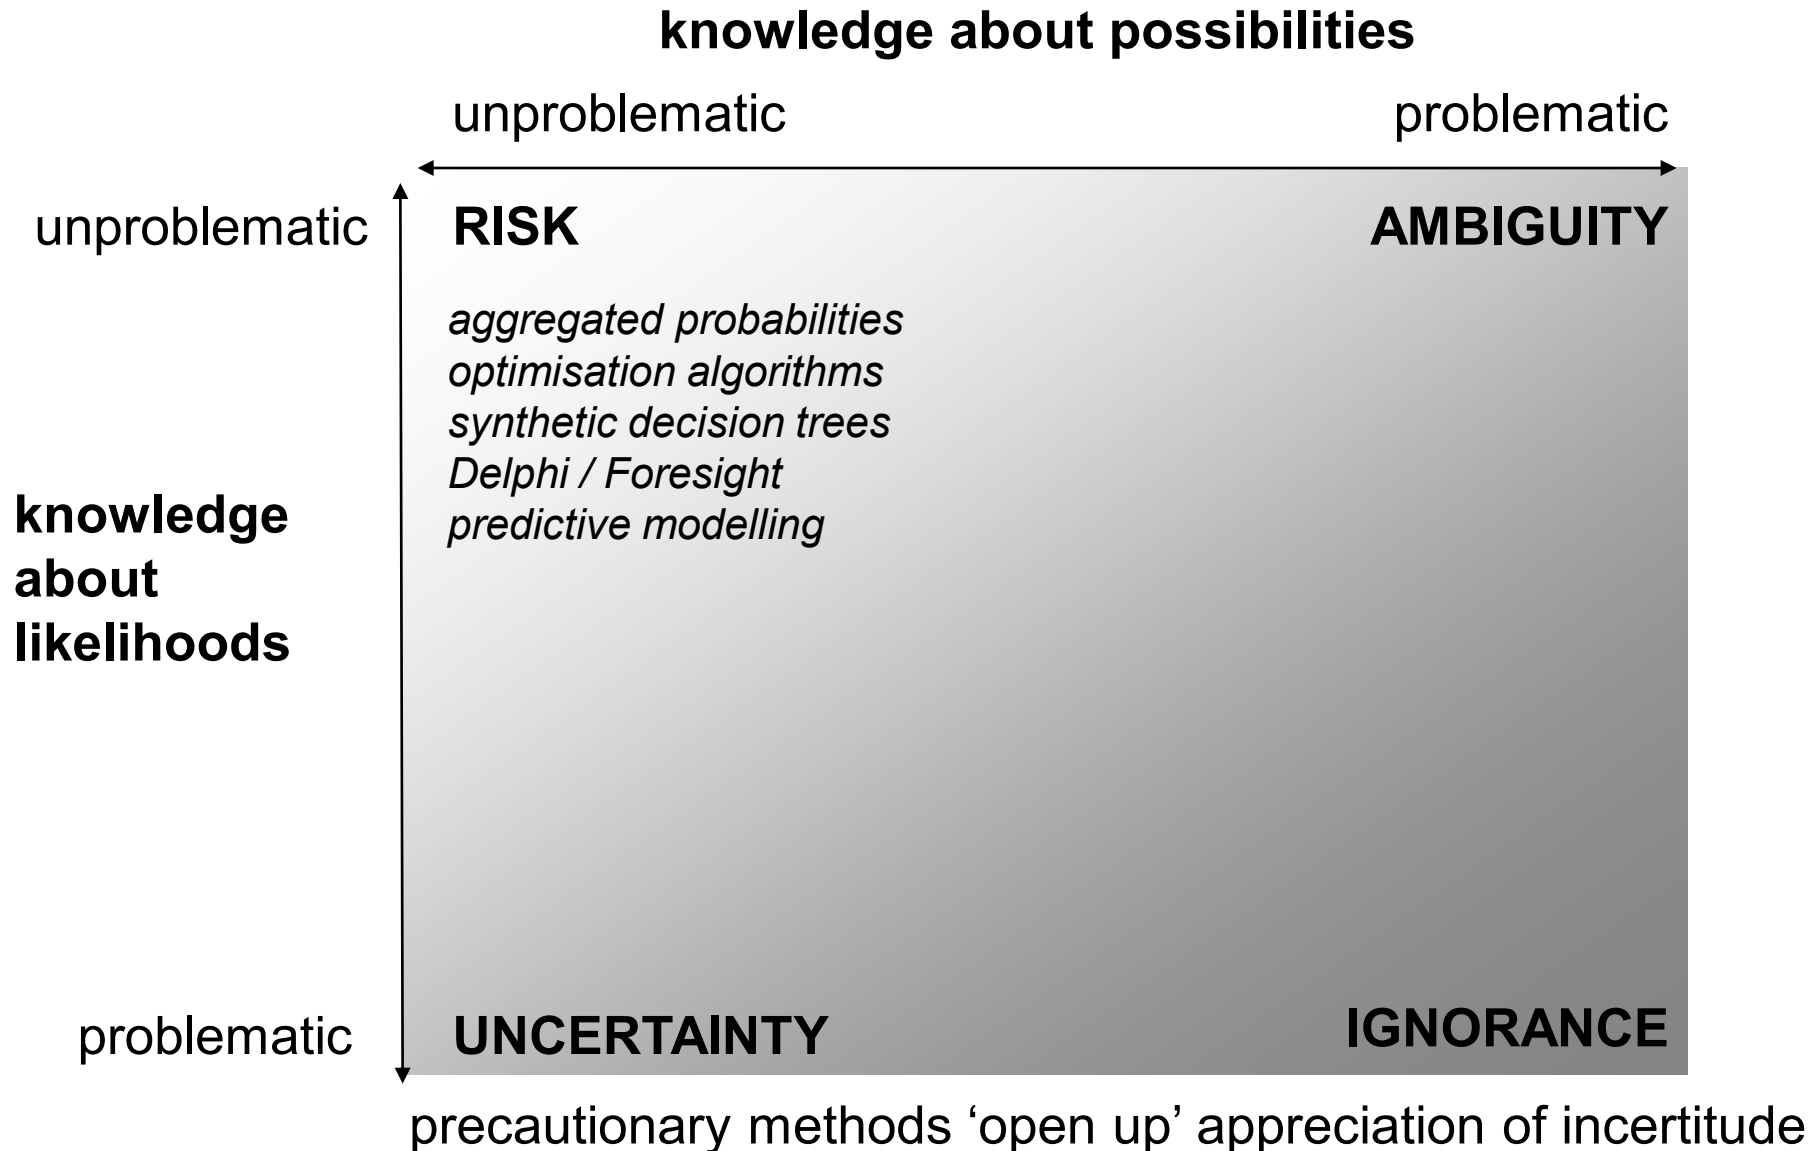 knowledge about possibilities
unproblematic problematic
unproblematic RISK AMBIGUITY
aggregated probabilities
optimisation algorithms
synthetic decision trees
Delphi / Foresight
predictive modelling
knowledge
about
likelihoods
problematic UNCERTAINTY IGNORANCE
precautionary methods ‘open up’ appreciation of incertitude